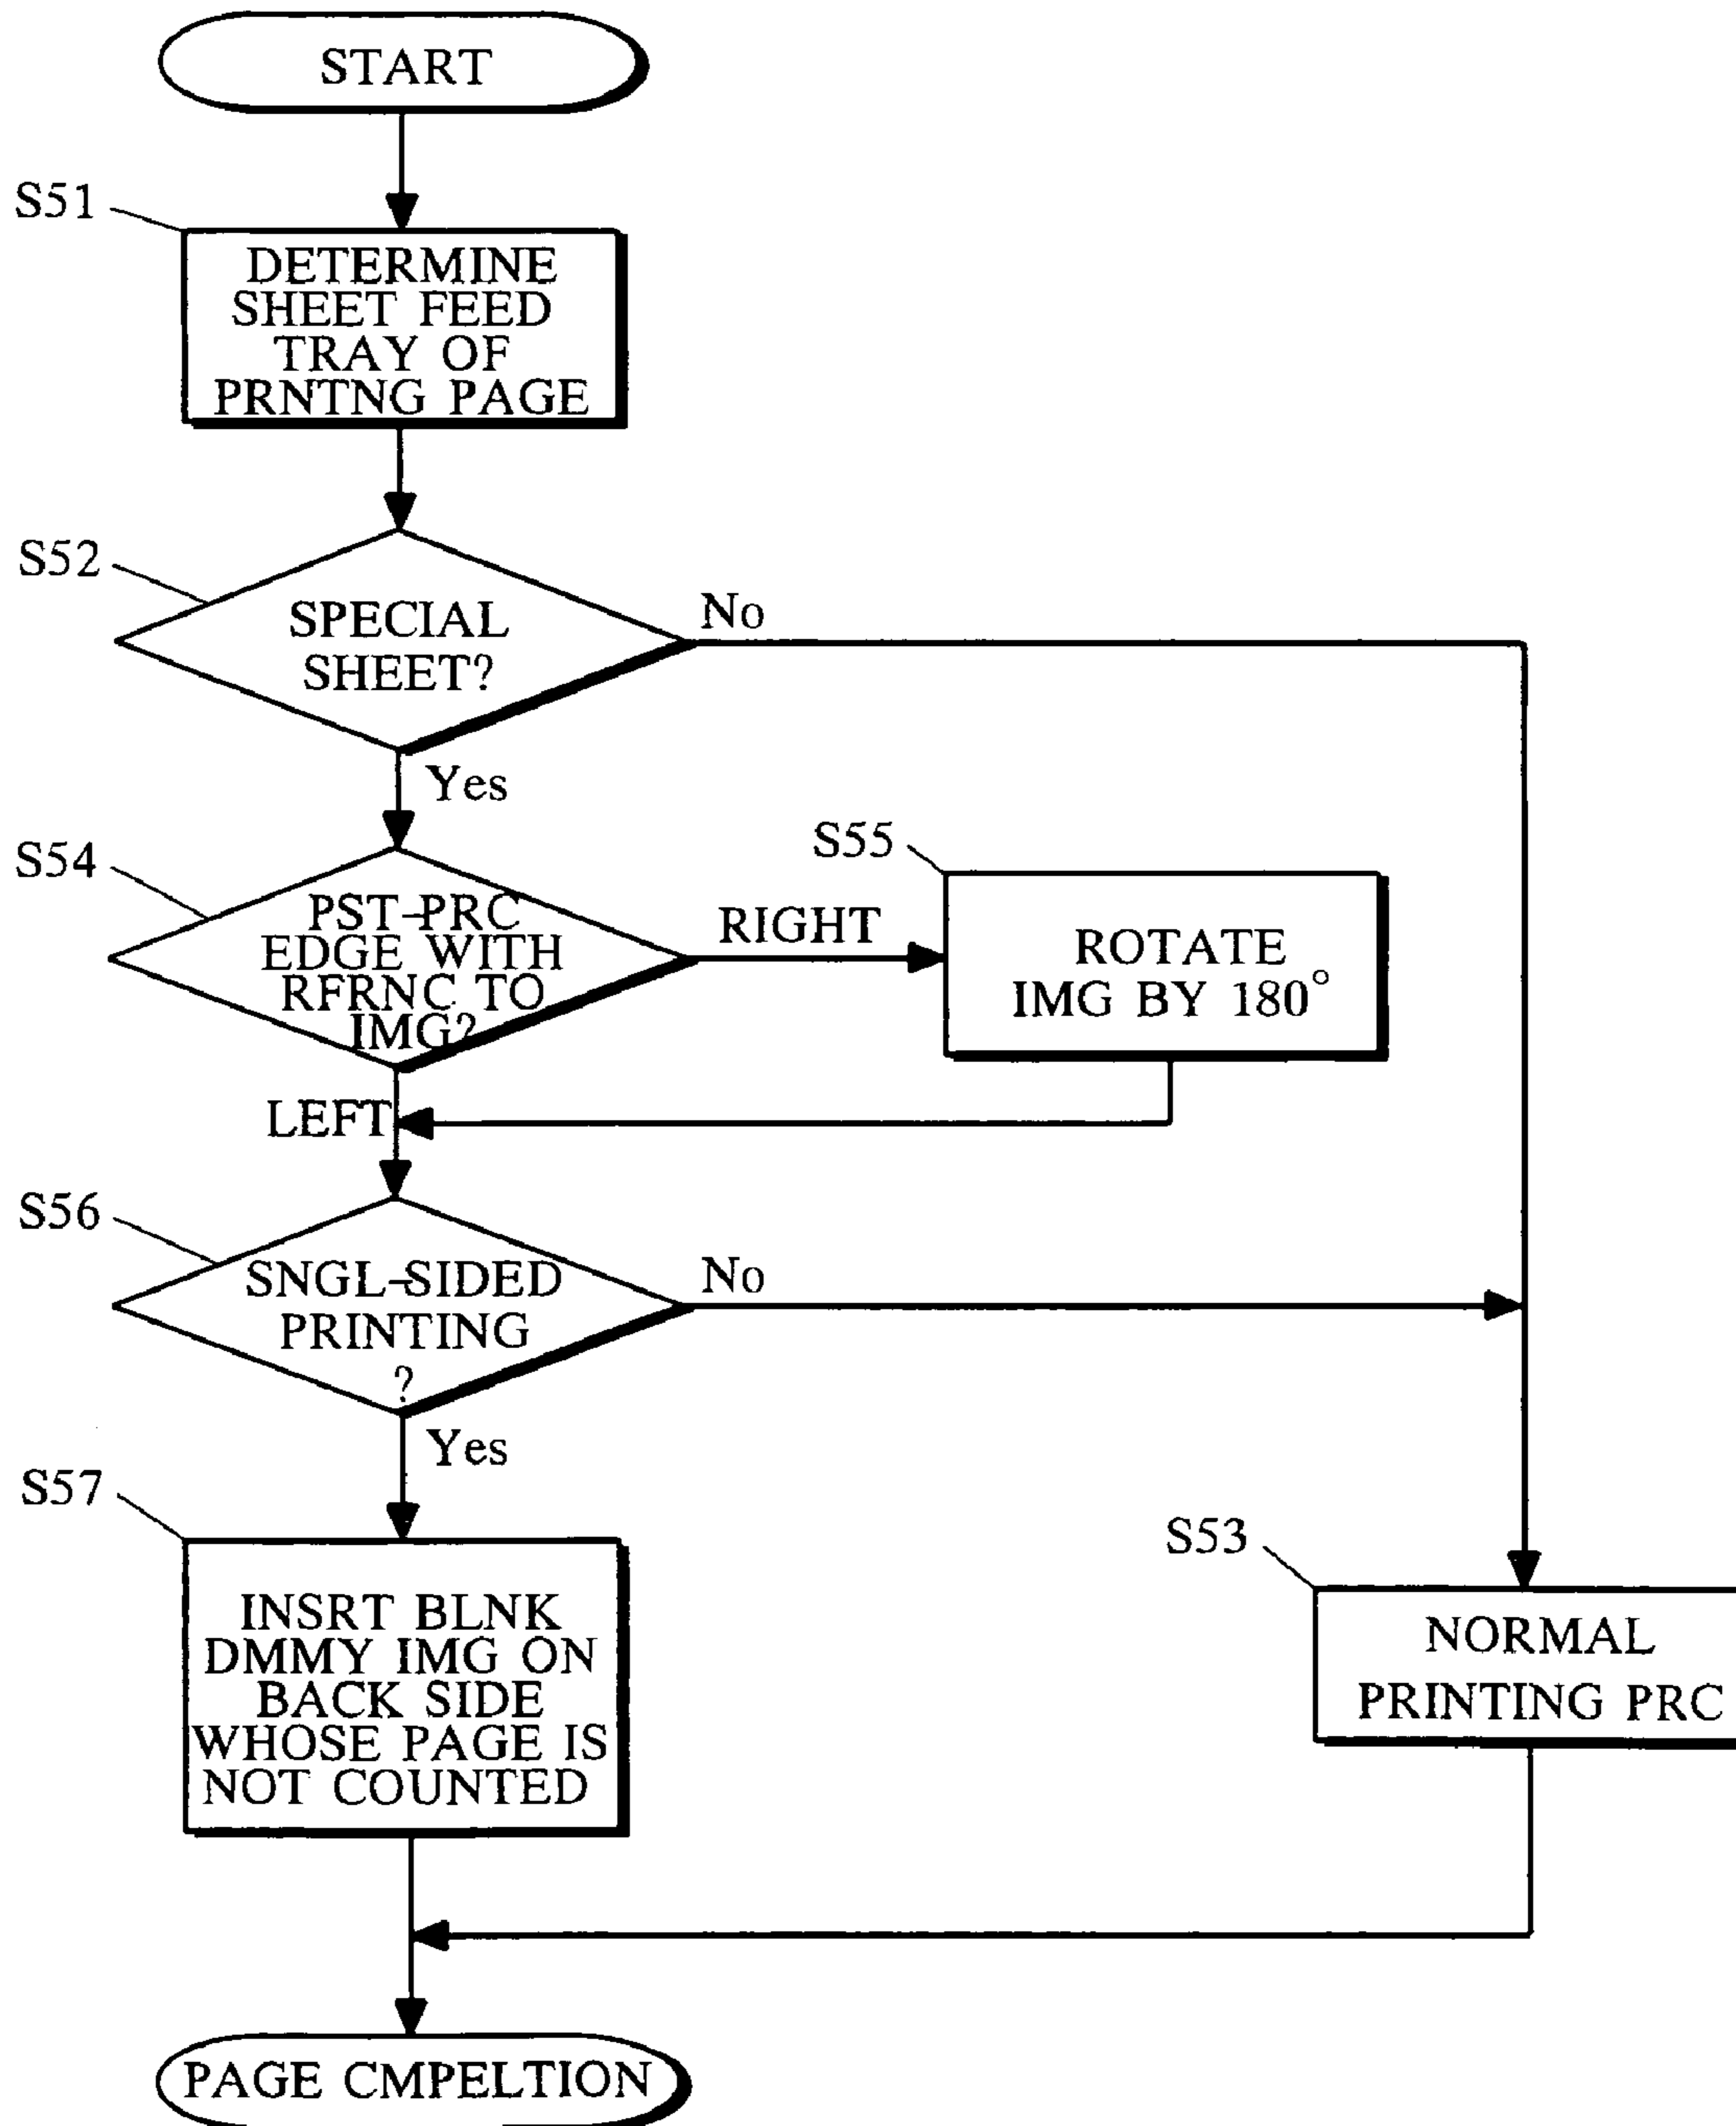 START
S51
DETERMINE
SHEET FEED
TRAY OF
PRNTNG PAGE
S52
SPECIAL
SHEET?
No
Yes
S54
PST-PRC
EDGE WITH
RFRNC TO
IMG?
RIGHT
S55
ROTATE
IMG BY 180°
LEFT
S56
SNGL-SIDED
PRINTING
?
No
Yes
S57
INSRT BLNK
DMMY IMG ON
BACK SIDE
WHOSE PAGE IS
NOT COUNTED
S53
NORMAL
PRINTING PRC
PAGE CMPELTION